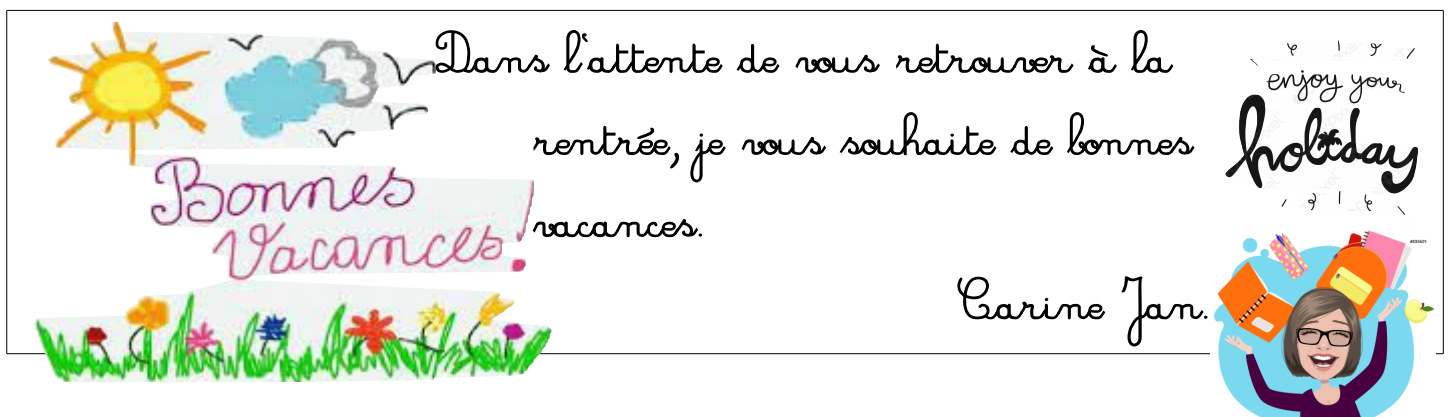 Dans l'attente de vous retrouver à la
rentrée, je vous souhaite de bonnes
vacances.
Carine Jan.
Bonnes
Vacances!
enjoy your
holiday